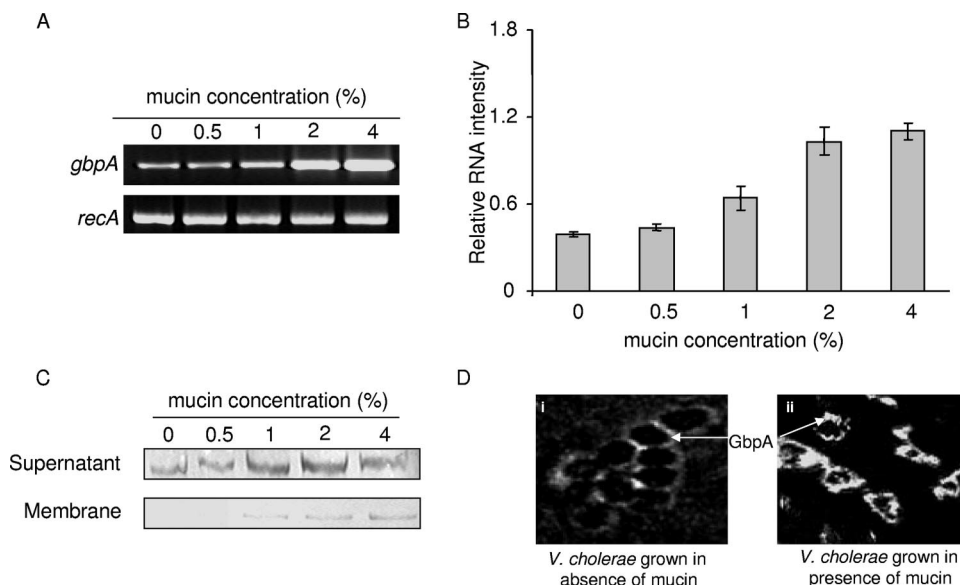 A
mucin concentration (%)
0 0.5 1 2 4
gbpA
recA
B
Relative RNA intensity
1.8
1.2
0.6
0
0 0.5 1 2 4
mucin concentration (%)
C
mucin concentration (%)
0 0.5 1 2 4
Supernatant
Membrane
D
i
ii
GbpA
V. cholerae grown in
absence of mucin
V. cholerae grown in
presence of mucin